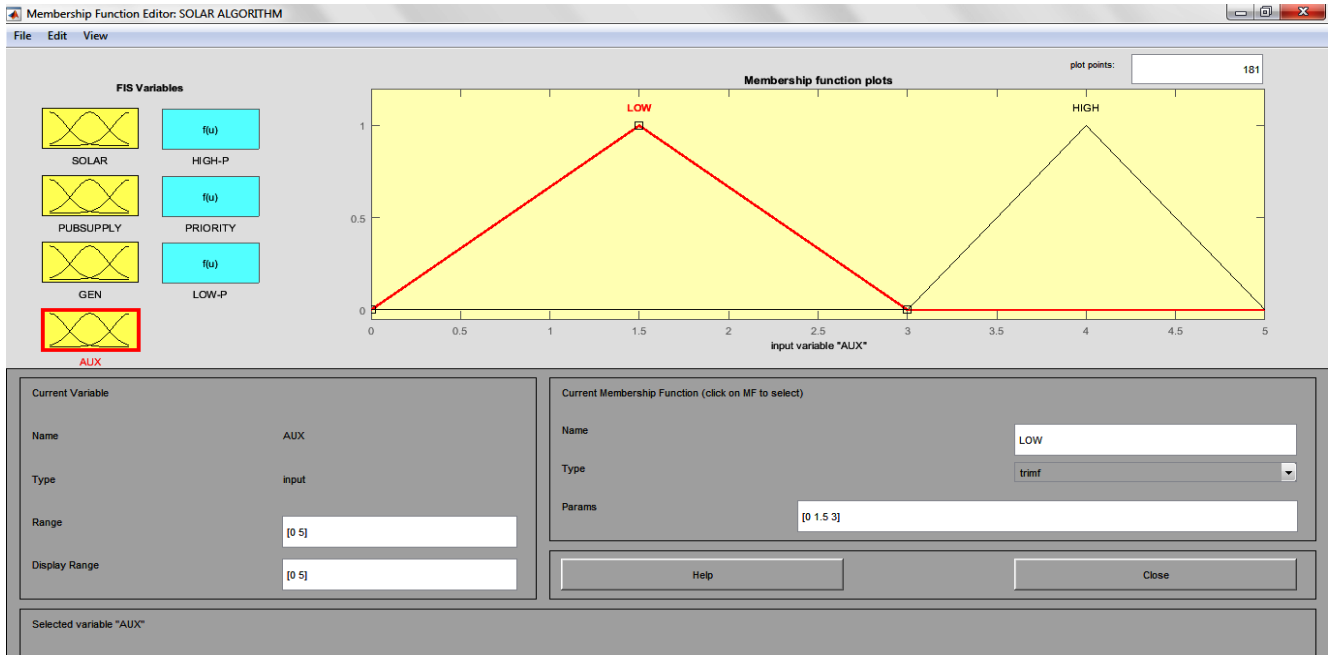 Membership Function Editor: SOLAR ALGORITHM
File Edit View
plot points:
181
FIS Variables
Membership function plots
f(u)
SOLAR
HIGH-P
f(u)
PUBSUPPLY
PRIORITY
f(u)
GEN
LOW-P
AUX
LOW
HIGH
1
0.5
0
0 0.5 1 1.5 2 2.5 3 3.5 4 4.5 5
input variable "AUX"
Current Variable
Name AUX
Type input
Range [0 5]
Display Range [0 5]
Current Membership Function (click on MF to select)
Name LOW
Type trimf
Params [0 1.5 3]
Help Close
Selected variable "AUX"